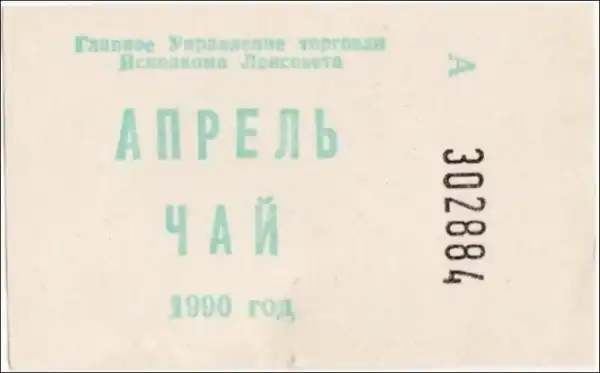 Главное Управление торговли
Исполкома Ленсовета
АПРЕЛЬ
ЧАЙ
1990 год
А
302884